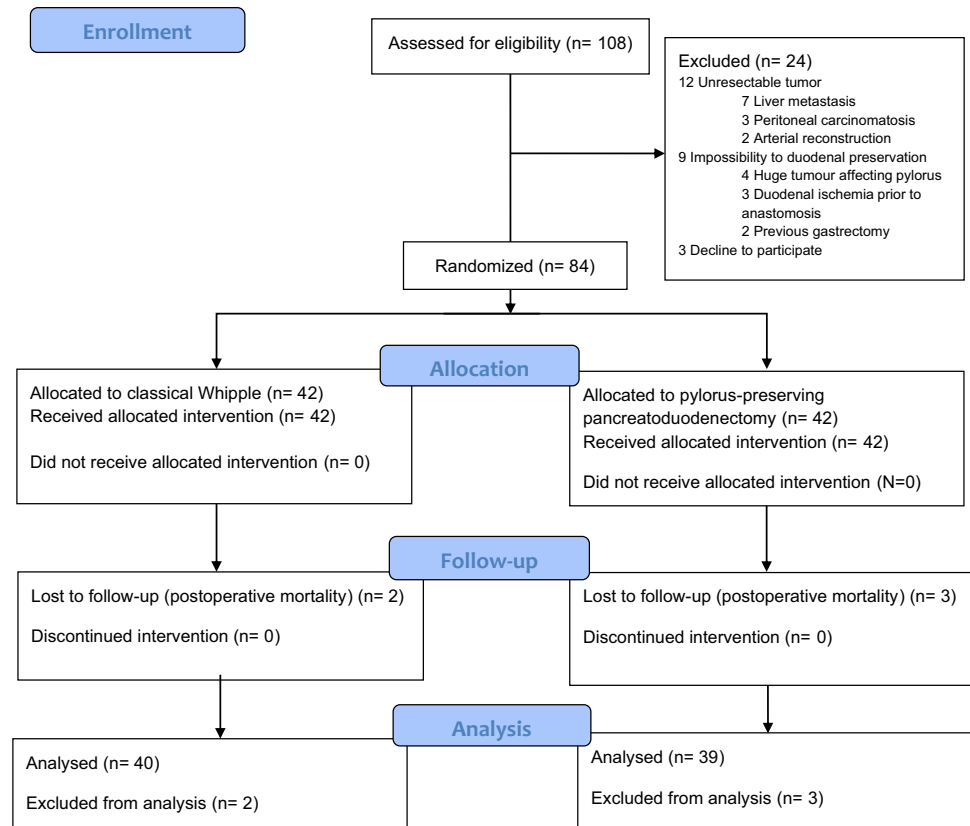 Enrollment
Assessed for eligibility (n= 108)
Excluded (n= 24)
12 Unresectable tumor
7 Liver metastasis
3 Peritoneal carcinomatosis
2 Arterial reconstruction
9 Impossibility to duodenal preservation
4 Huge tumour affecting pylorus
3 Duodenal ischemia prior to
anastomosis
2 Previous gastrectomy
3 Decline to participate
Randomized (n= 84)
Allocation
Allocated to classical Whipple (n= 42)
Received allocated intervention (n= 42)
Did not receive allocated intervention (n= 0)
Allocated to pylorus-preserving
pancreatoduodenectomy (n= 42)
Received allocated intervention (n= 42)
Did not receive allocated intervention (N=0)
Follow-up
Lost to follow-up (postoperative mortality) (n= 2)
Discontinued intervention (n= 0)
Lost to follow-up (postoperative mortality) (n= 3)
Discontinued intervention (n= 0)
Analysis
Analysed (n= 40)
Excluded from analysis (n= 2)
Analysed (n= 39)
Excluded from analysis (n= 3)